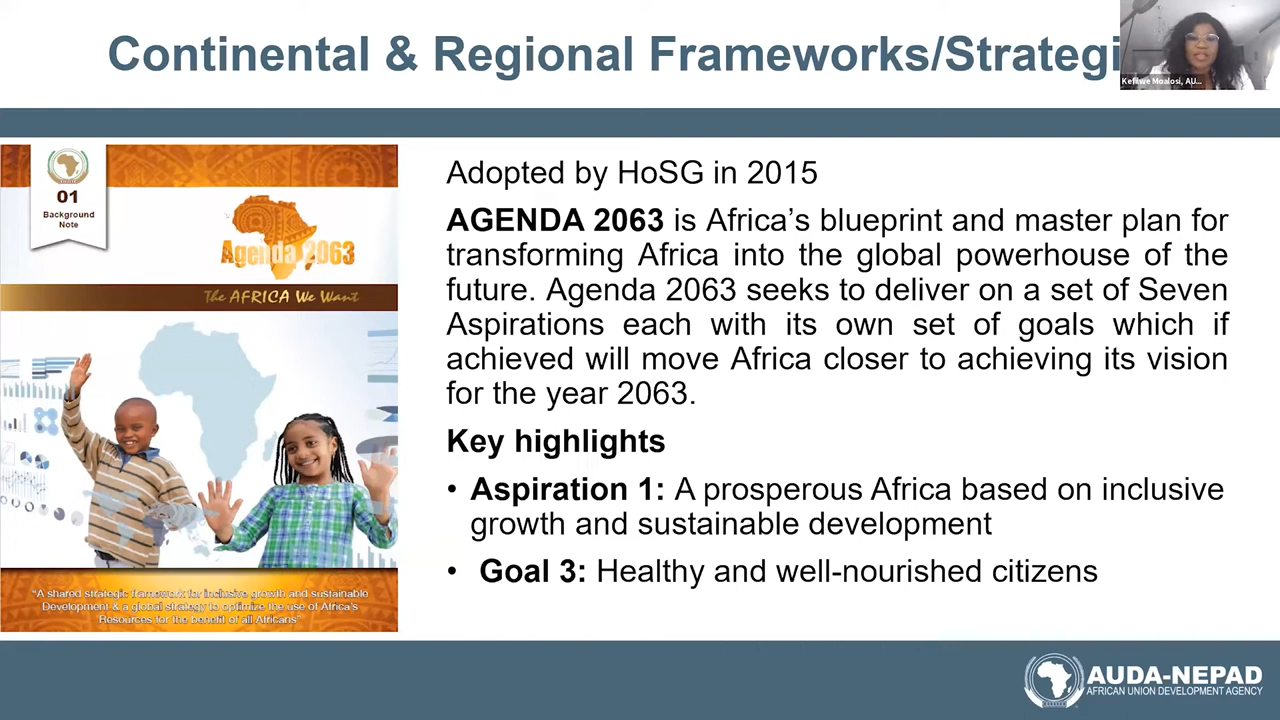 Continental & Regional Frameworks/Strategi
Kefilwe Moalosi, AU...
01
Background
Note
Agenda 2063
The AFRICA We Want
"A shared strategic framework for inclusive growth and sustainable
Development & a global strategy to optimize the use of Africa's
Resources for the benefit of all Africans"
Adopted by HoSG in 2015
AGENDA 2063 is Africa's blueprint and master plan for
transforming Africa into the global powerhouse of the
future. Agenda 2063 seeks to deliver on a set of Seven
Aspirations each with its own set of goals which if
achieved will move Africa closer to achieving its vision
for the year 2063.
Key highlights
• Aspiration 1: A prosperous Africa based on inclusive
growth and sustainable development
• Goal 3: Healthy and well-nourished citizens
AUDA-NEPAD
AFRICAN UNION DEVELOPMENT AGENCY